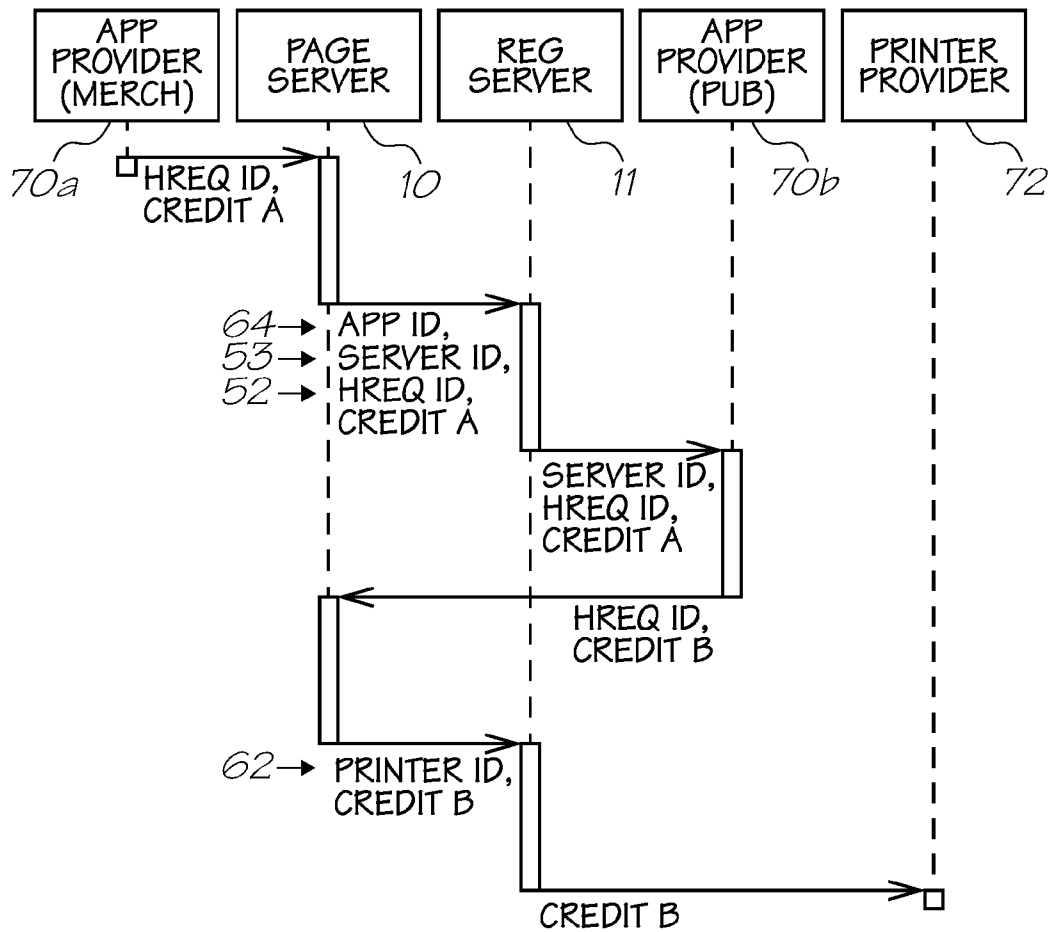 APP
PROVIDER
(MERCH)
PAGE
SERVER
REG
SERVER
APP
PROVIDER
(PUB)
PRINTER
PROVIDER
70a
10
11
70b
72
HREQ ID,
CREDIT A
64
APP ID,
53
SERVER ID,
52
HREQ ID,
CREDIT A
SERVER ID,
HREQ ID,
CREDIT A
HREQ ID,
CREDIT B
62
PRINTER ID,
CREDIT B
CREDIT B